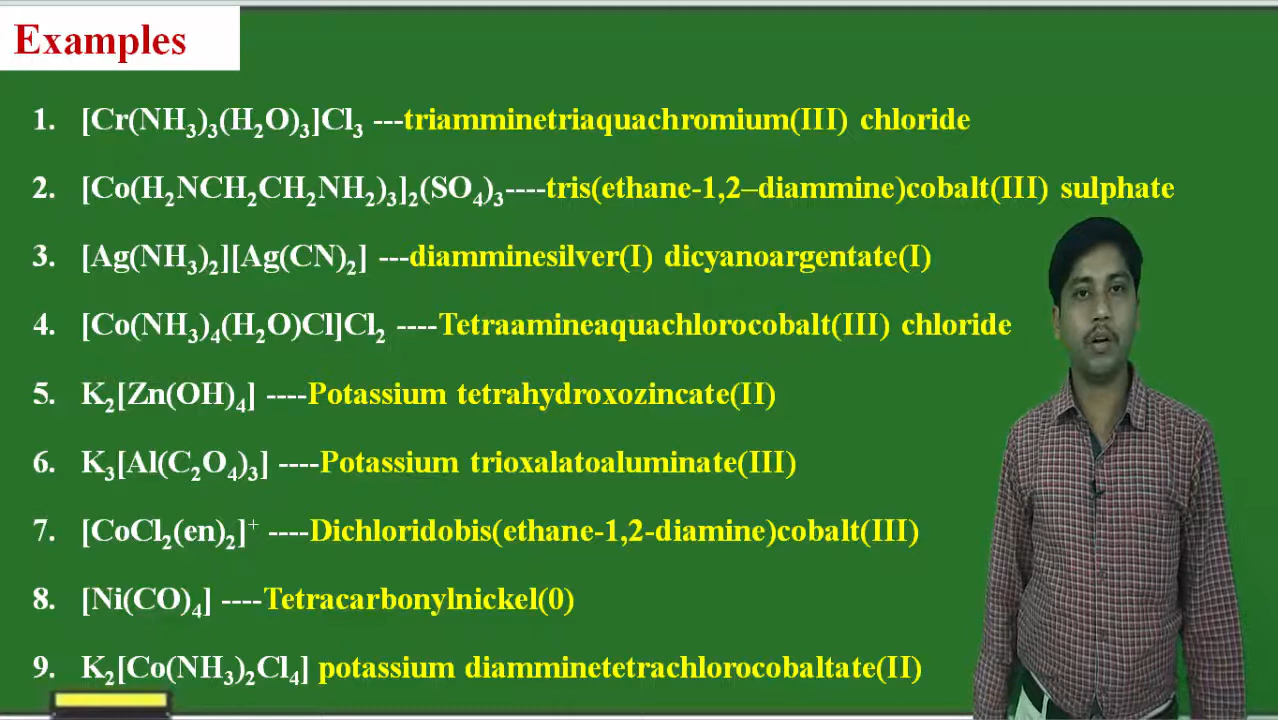 Examples
1. [Cr(NH₃)₃(H₂O)₃]Cl₃ ---triamminetriaquachromium(III) chloride
2. [Co(H₂NCH₂CH₂NH₂)₃]₂(SO₄)₃----tris(ethane-1,2–diammine)cobalt(III) sulphate
3. [Ag(NH₃)₂][Ag(CN)₂] ---diamminesilver(I) dicyanoargentate(I)
4. [Co(NH₃)₄(H₂O)Cl]Cl₂ ----Tetraamineaquachlorocobalt(III) chloride
5. K₂[Zn(OH)₄] ----Potassium tetrahydroxozincate(II)
6. K₃[Al(C₂O₄)₃] ----Potassium trioxalatoaluminate(III)
7. [CoCl₂(en)₂]⁺ ----Dichloridobis(ethane-1,2-diamine)cobalt(III)
8. [Ni(CO)₄] ----Tetracarbonylnickel(0)
9. K₂[Co(NH₃)₂Cl₄] potassium diamminetetrachlorocobaltate(II)